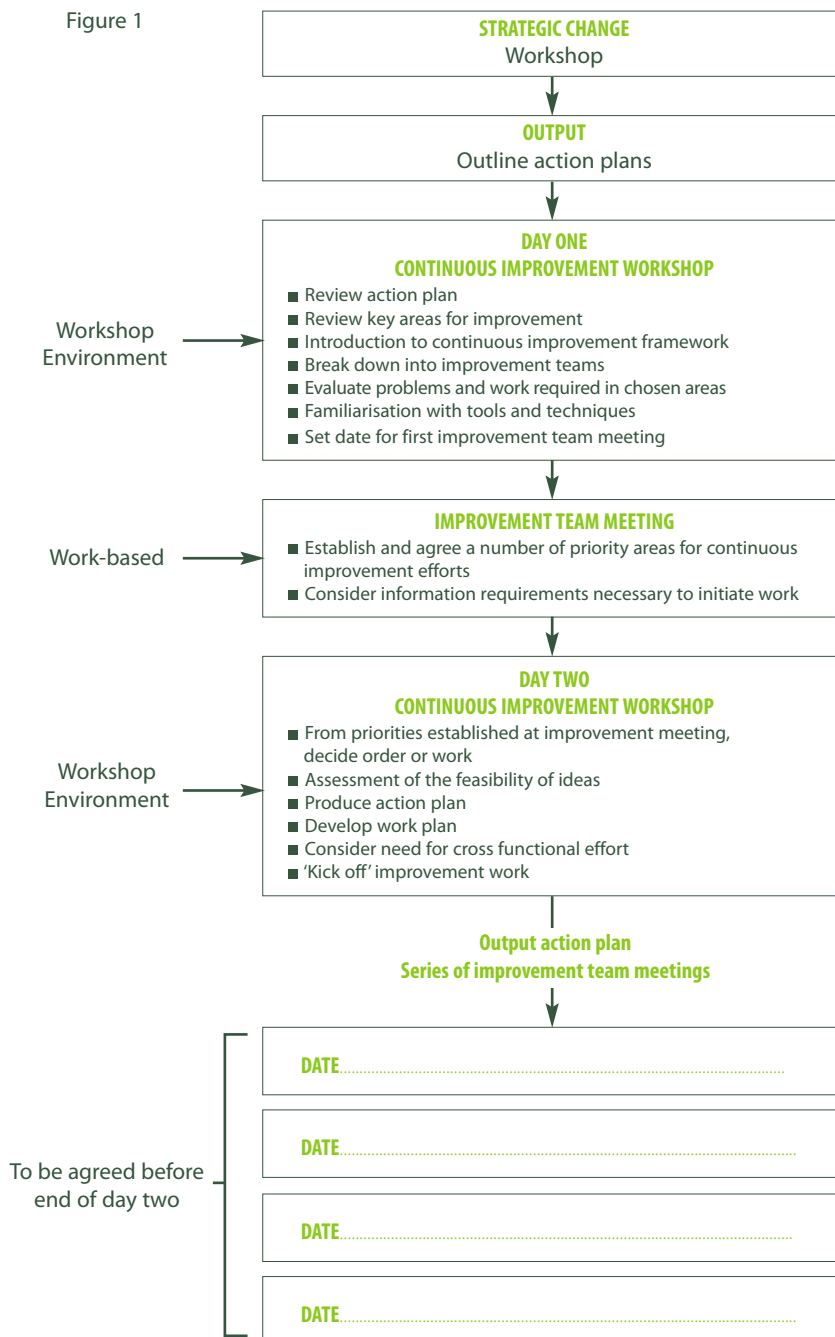 Figure 1
STRATEGIC CHANGE
Workshop
OUTPUT
Outline action plans
DAY ONE
CONTINUOUS IMPROVEMENT WORKSHOP
■ Review action plan
■ Review key areas for improvement
■ Introduction to continuous improvement framework
■ Break down into improvement teams
■ Evaluate problems and work required in chosen areas
■ Familiarisation with tools and techniques
■ Set date for first improvement team meeting
Workshop
Environment
IMPROVEMENT TEAM MEETING
■ Establish and agree a number of priority areas for continuous
improvement efforts
■ Consider information requirements necessary to initiate work
Work-based
DAY TWO
CONTINUOUS IMPROVEMENT WORKSHOP
■ From priorities established at improvement meeting,
decide order or work
■ Assessment of the feasibility of ideas
■ Produce action plan
■ Develop work plan
■ Consider need for cross functional effort
■ ‘Kick off’ improvement work
Workshop
Environment
Output action plan
Series of improvement team meetings
DATE................................................................................................
DATE................................................................................................
DATE................................................................................................
DATE................................................................................................
To be agreed before
end of day two